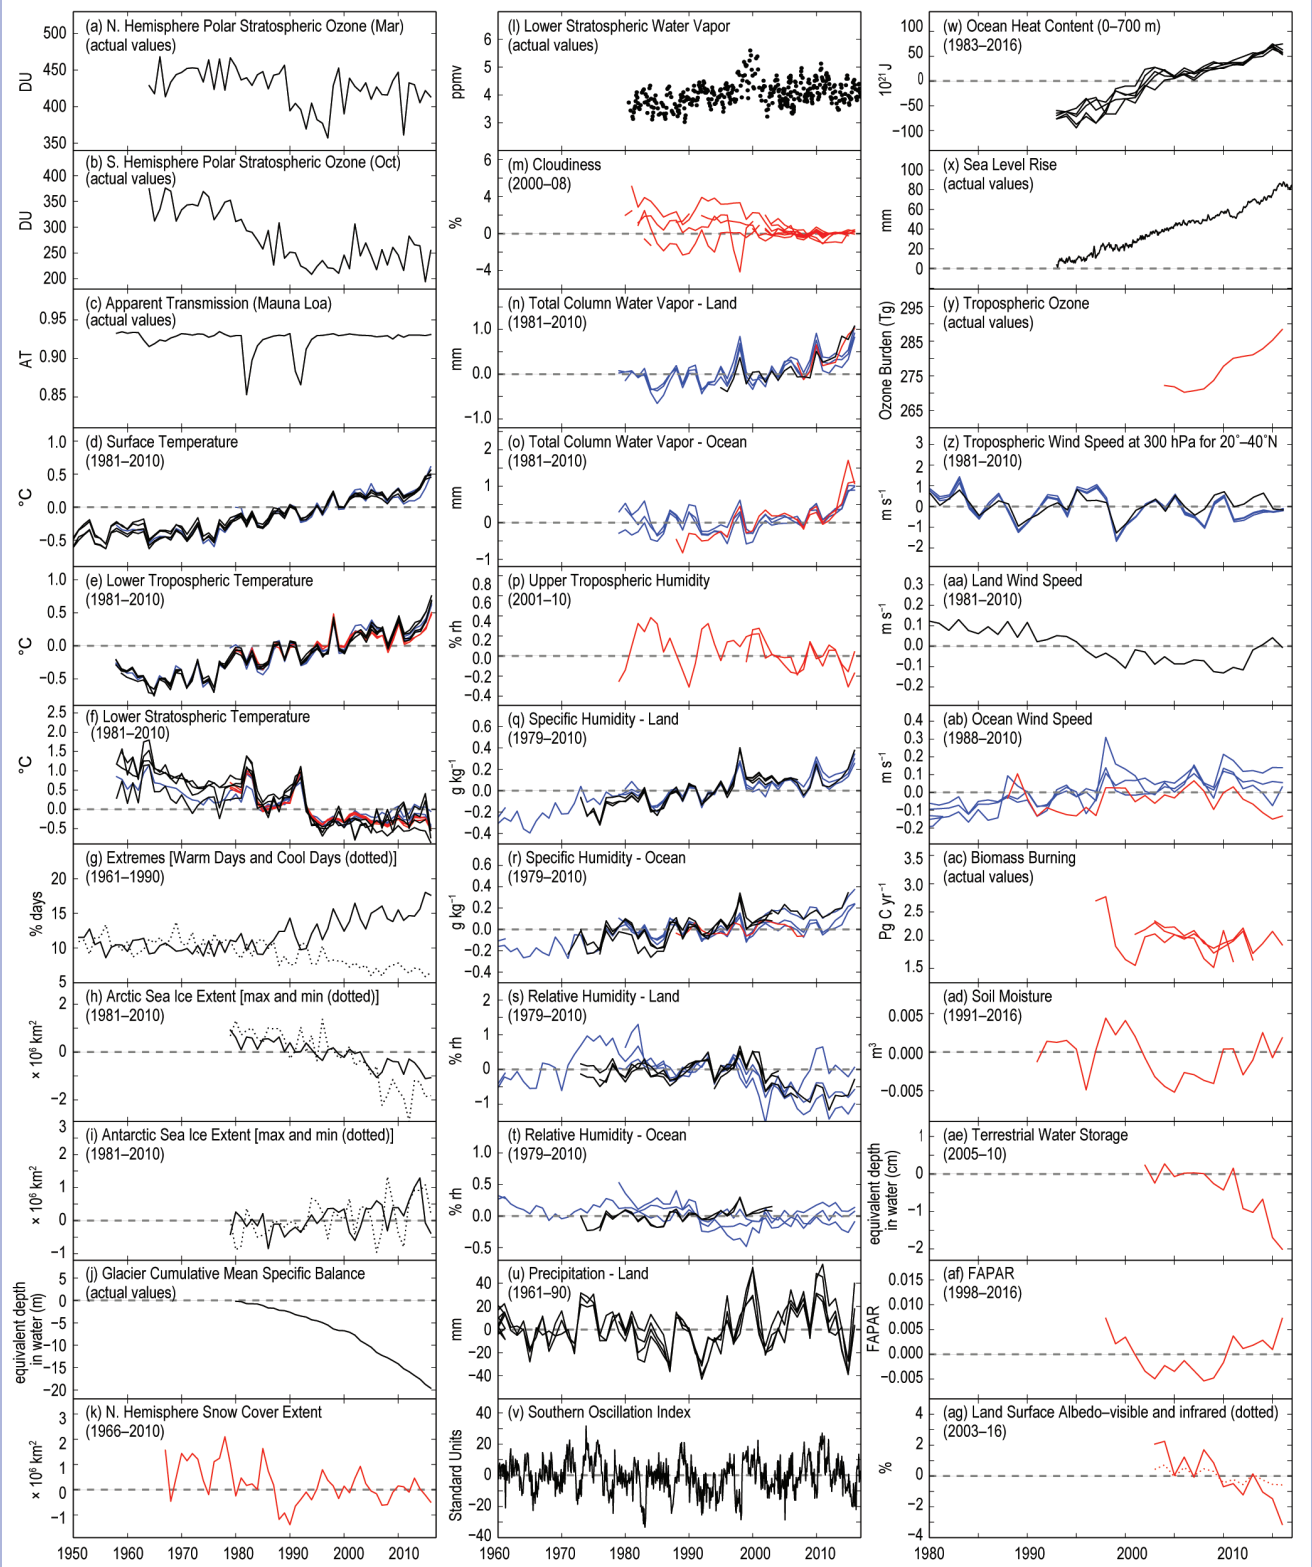 (a) N. Hemisphere Polar Stratospheric Ozone (Mar)
(actual values)
DU
500
450
400
350
(b) S. Hemisphere Polar Stratospheric Ozone (Oct)
(actual values)
DU
400
350
300
250
200
(c) Apparent Transmission (Mauna Loa)
(actual values)
AT
0.95
0.90
0.85
(d) Surface Temperature
(1981–2010)
°C
1.0
0.5
0.0
−0.5
(e) Lower Tropospheric Temperature
(1981–2010)
°C
1.0
0.5
0.0
−0.5
(f) Lower Stratospheric Temperature
(1981–2010)
°C
2.5
2.0
1.5
1.0
0.5
0.0
−0.5
(g) Extremes [Warm Days and Cool Days (dotted)]
(1961–1990)
% days
20
15
10
5
(h) Arctic Sea Ice Extent [max and min (dotted)]
(1981–2010)
× 10⁶ km²
2
0
−2
(i) Antarctic Sea Ice Extent [max and min (dotted)]
(1981–2010)
× 10⁶ km²
3
2
1
0
−1
(j) Glacier Cumulative Mean Specific Balance
(actual values)
equivalent depth
in water (m)
5
0
−5
−10
−15
−20
(k) N. Hemisphere Snow Cover Extent
(1966–2010)
× 10⁶ km²
3
2
1
0
−1
1950 1960 1970 1980 1990 2000 2010
(l) Lower Stratospheric Water Vapor
(actual values)
ppmv
6
5
4
3
(m) Cloudiness
(2000–08)
%
6
4
2
0
−4
(n) Total Column Water Vapor - Land
(1981–2010)
mm
1.0
0.0
−1.0
(o) Total Column Water Vapor - Ocean
(1981–2010)
mm
2
1
0
−1
(p) Upper Tropospheric Humidity
(2001–10)
% rh
0.8
0.6
0.4
0.2
0.0
−0.2
−0.4
(q) Specific Humidity - Land
(1979–2010)
g kg⁻¹
0.6
0.4
0.2
0.0
−0.2
−0.4
(r) Specific Humidity - Ocean
(1979–2010)
g kg⁻¹
0.6
0.4
0.2
0.0
−0.2
−0.4
(s) Relative Humidity - Land
(1979–2010)
% rh
2
1
0
−1
(t) Relative Humidity - Ocean
(1979–2010)
% rh
1.0
0.5
0.0
−0.5
(u) Precipitation - Land
(1961–90)
mm
40
20
0
−20
−40
(v) Southern Oscillation Index
Standard Units
40
20
0
−20
−40
1960 1970 1980 1990 2000 2010
(w) Ocean Heat Content (0–700 m)
(1983–2016)
10²¹ J
100
50
0
−50
−100
(x) Sea Level Rise
(actual values)
mm
100
80
60
40
20
0
(y) Tropospheric Ozone
(actual values)
Ozone Burden (Tg)
295
285
275
265
(z) Tropospheric Wind Speed at 300 hPa for 20˚–40˚N
(1981–2010)
m s⁻¹
3
2
1
0
−1
−2
(aa) Land Wind Speed
(1981–2010)
m s⁻¹
0.3
0.2
0.1
0.0
−0.1
−0.2
(ab) Ocean Wind Speed
(1988–2010)
m s⁻¹
0.4
0.3
0.2
0.1
0.0
−0.1
−0.2
(ac) Biomass Burning
(actual values)
Pg C yr⁻¹
3.5
3.0
2.5
2.0
1.5
(ad) Soil Moisture
(1991–2016)
m³
0.005
0.000
−0.005
(ae) Terrestrial Water Storage
(2005–10)
equivalent depth
in water (cm)
1
0
−1
−2
(af) FAPAR
(1998–2016)
FAPAR
0.015
0.010
0.005
0.000
−0.005
(ag) Land Surface Albedo–visible and infrared (dotted)
(2003–16)
%
4
2
0
−2
−4
1980 1990 2000 2010